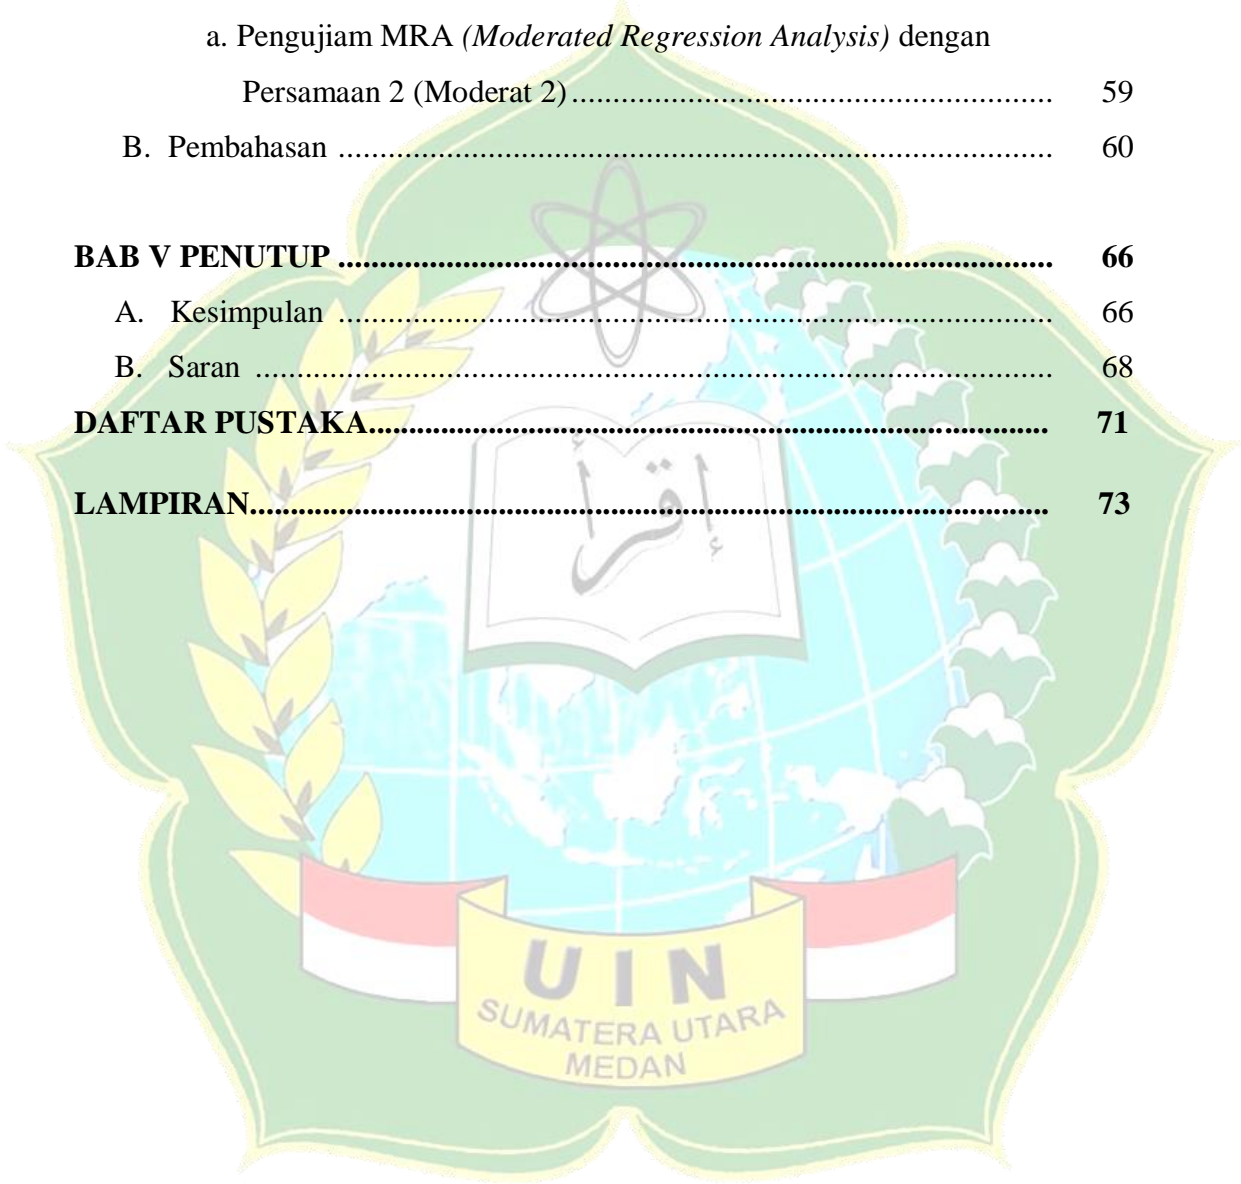 a. Pengujiam MRA (Moderated Regression Analysis) dengan
Persamaan 2 (Moderat 2) ........................................................... 59
B. Pembahasan ........................................................................................ 60
BAB V PENUTUP ........................................................................................ 66
A. Kesimpulan ........................................................................................ 66
B. Saran .................................................................................................. 68
DAFTAR PUSTAKA................................................................................... 71
LAMPIRAN.................................................................................................. 73
إقرأ
UIN
SUMATERA UTARA
MEDAN